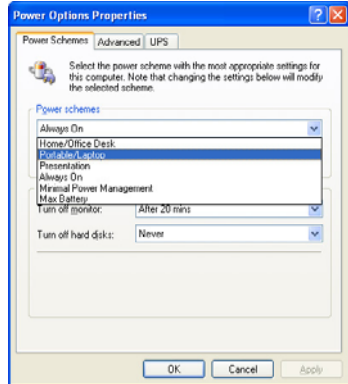 Power Options Properties
Power Schemes Advanced UPS
Select the power scheme with the most appropriate settings for
this computer. Note that changing the settings below will modify
the selected scheme.
Power schemes
Always On
Home/Office Desk
Portable/Laptop
Presentation
Always On
Minimal Power Management
Max Battery
Turn off monitor: After 20 mins
Turn off hard disks: Never
OK Cancel Apply